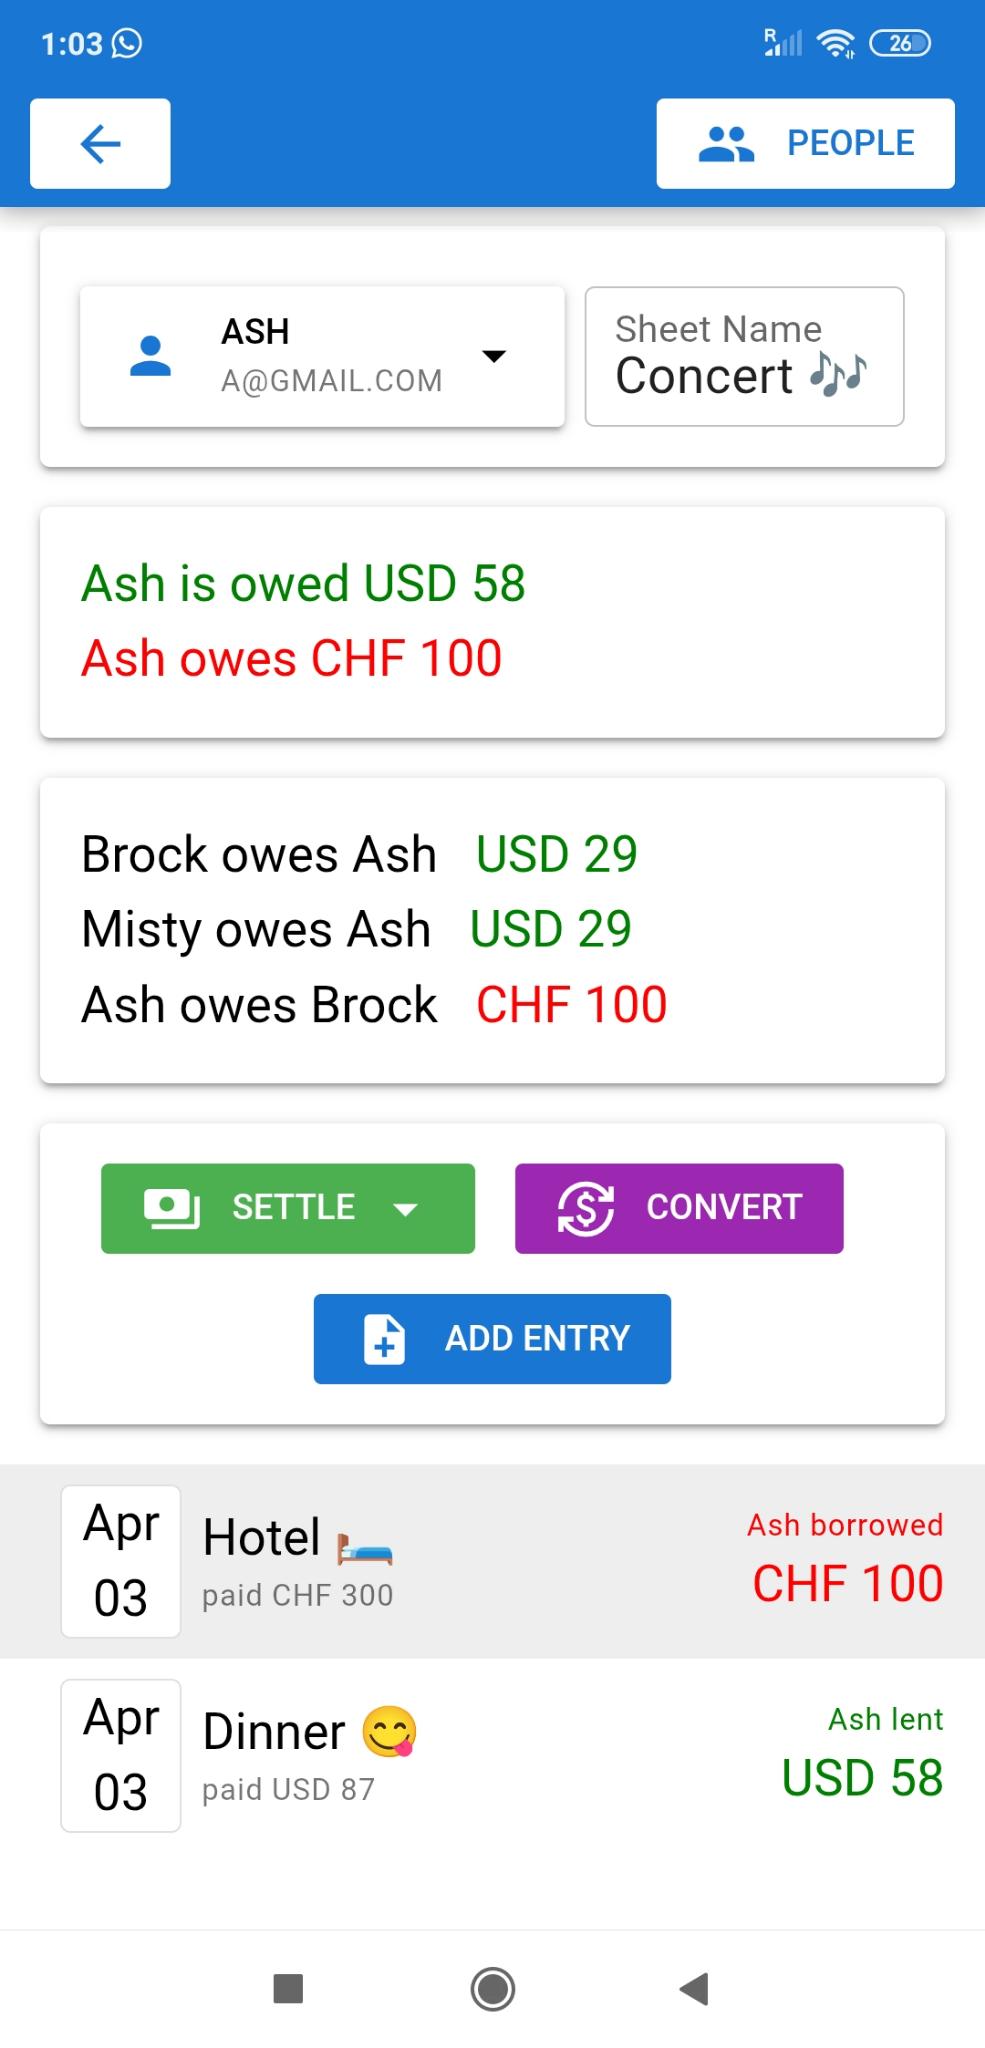 1:03 R 26
PEOPLE
ASH
A@GMAIL.COM
Sheet Name
Concert 🎶
Ash is owed USD 58
Ash owes CHF 100
Brock owes Ash USD 29
Misty owes Ash USD 29
Ash owes Brock CHF 100
SETTLE CONVERT
ADD ENTRY
Apr
03
Hotel 🛏️
paid CHF 300
Ash borrowed
CHF 100
Apr
03
Dinner 😋
paid USD 87
Ash lent
USD 58